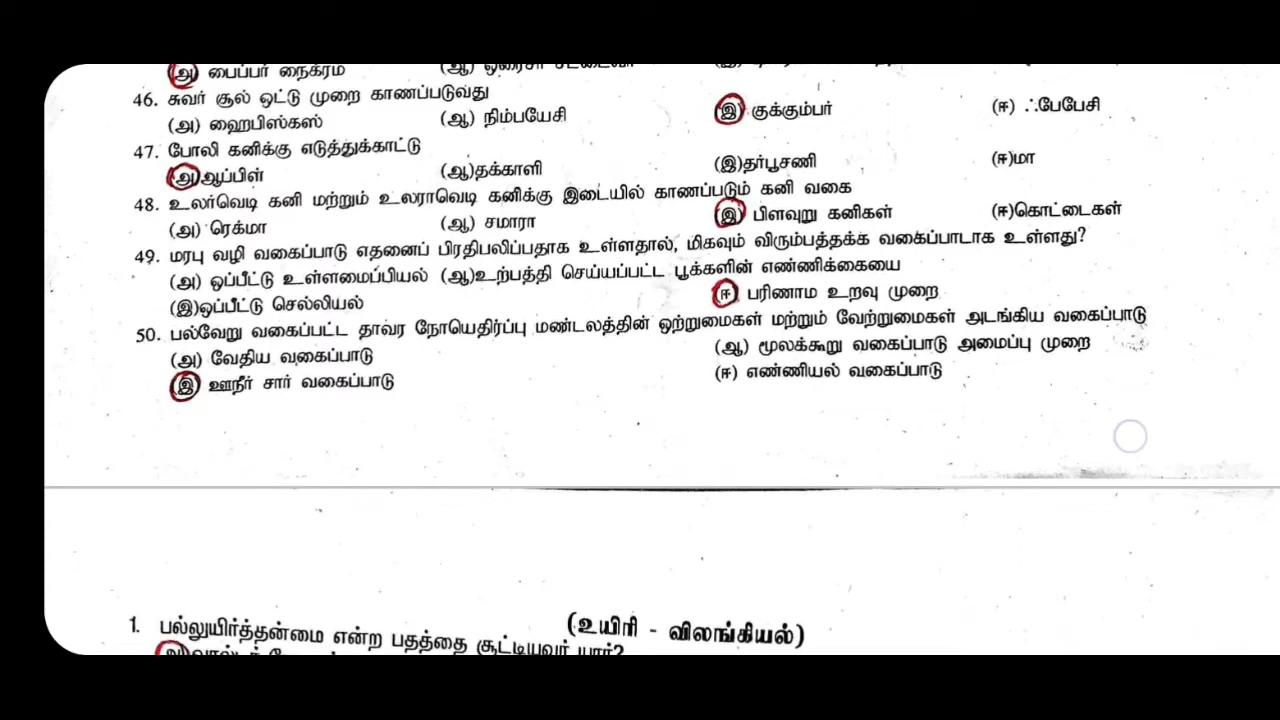 (அ) பைப்பர் நைக்ரம் (ஆ)
46. சுவர் சூல் ஒட்டு முறை காணப்படுவது
(அ) ஹைபிஸ்கஸ் (ஆ) நிம்பயேசி (இ) குக்கும்பர் (ஈ) ஃபேபேசி
47. போலி கனிக்கு எடுத்துக்காட்டு
(அ)ஆப்பிள் (ஆ)தக்காளி (இ)தர்பூசணி (ஈ)மா
48. உலர்வெடி கனி மற்றும் உலராவெடி கனிக்கு இடையில் காணப்படும் கனி வகை
(அ) ரெக்மா (ஆ) சமாரா (இ) பிளவுறு கனிகள் (ஈ)கொட்டைகள்
49. மரபு வழி வகைப்பாடு எதனைப் பிரதிபலிப்பதாக உள்ளதால், மிகவும் விரும்பத்தக்க வகைப்பாடாக உள்ளது?
(அ) ஒப்பீட்டு உள்ளமைப்பியல் (ஆ)உற்பத்தி செய்யப்பட்ட பூக்களின் எண்ணிக்கையை
(இ)ஒப்பீட்டு செல்லியல் (ஈ) பரிணாம உறவு முறை
50. பல்வேறு வகைப்பட்ட தாவர நோயெதிர்ப்பு மண்டலத்தின் ஒற்றுமைகள் மற்றும் வேற்றுமைகள் அடங்கிய வகைப்பாடு
(அ) வேதிய வகைப்பாடு (ஆ) மூலக்கூறு வகைப்பாடு அமைப்பு முறை
(இ) ஊநீர் சார் வகைப்பாடு (ஈ) எண்ணியல் வகைப்பாடு
(உயிரி - விலங்கியல்)
1. பல்லுயிர்த்தன்மை என்ற பதத்தை சூட்டியவர் யார்?